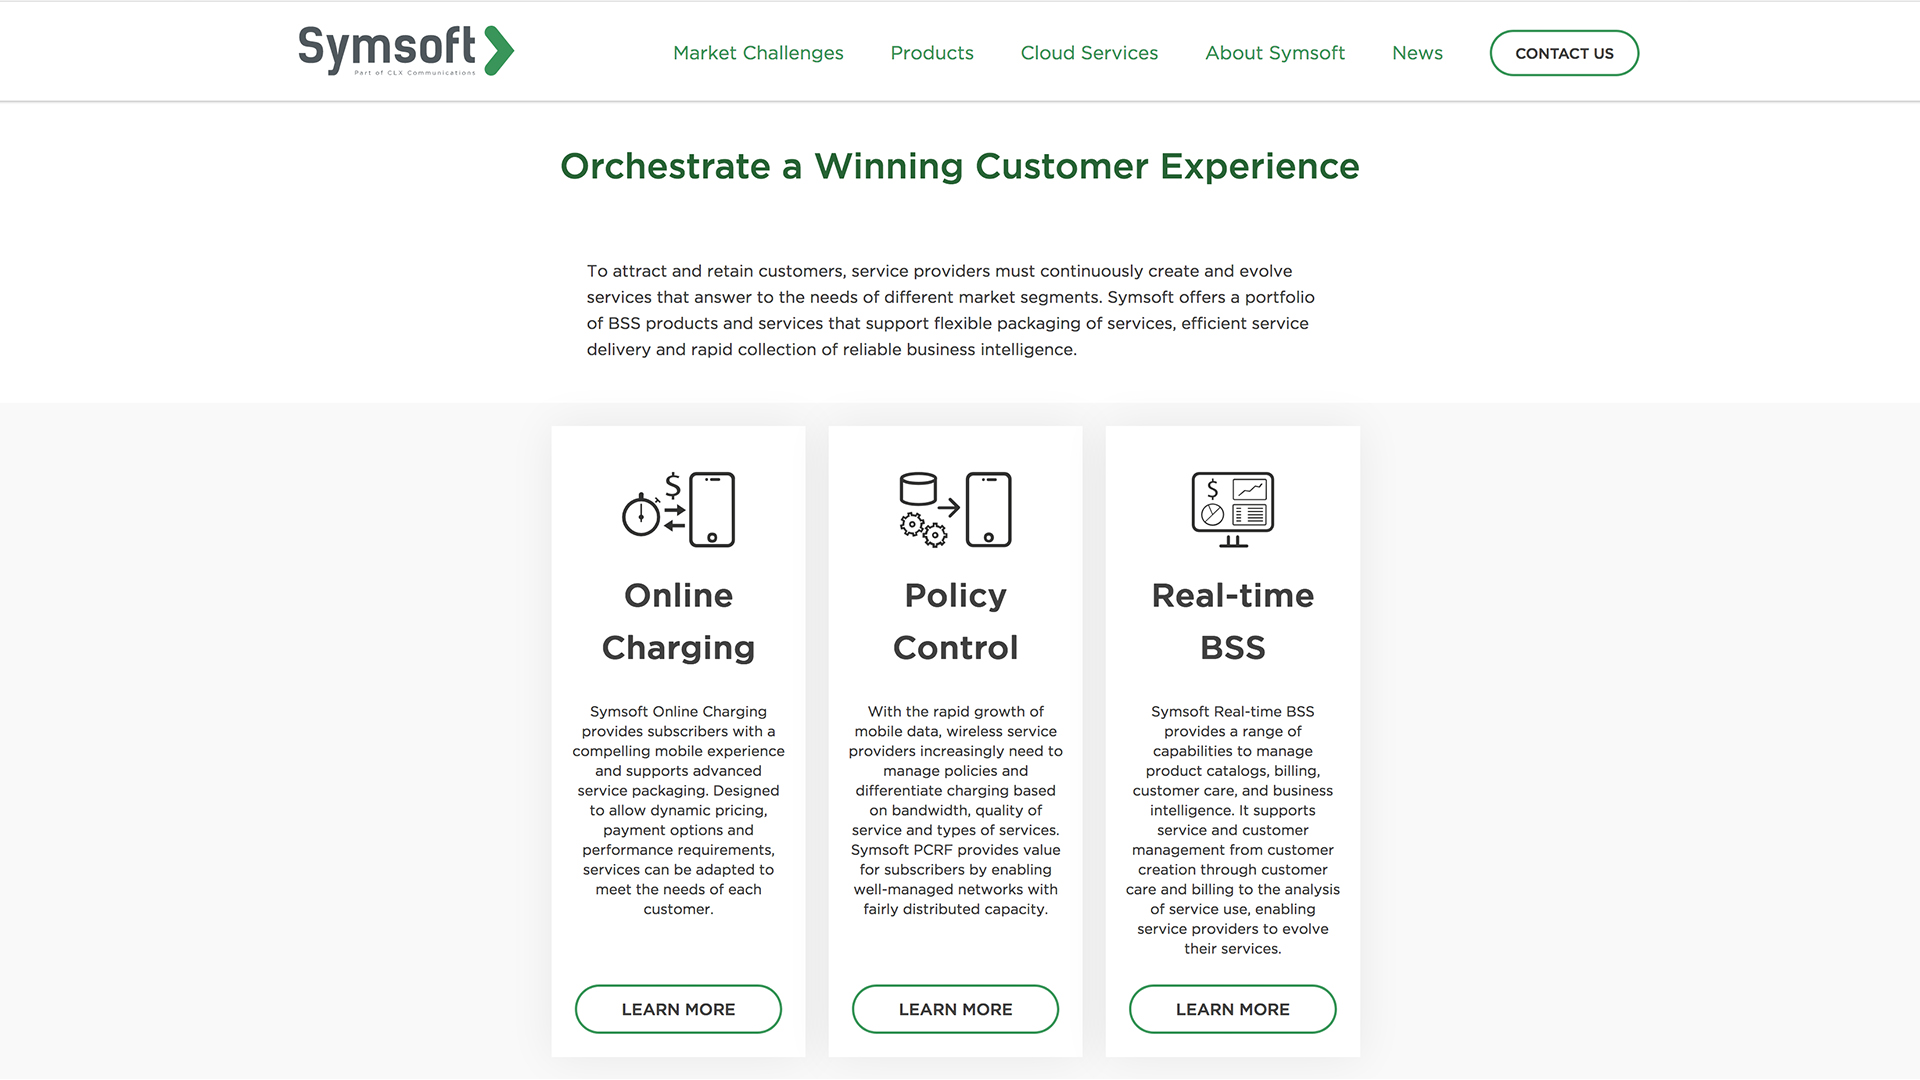 Symsoft
Part of CLX Communications
Market Challenges
Products
Cloud Services
About Symsoft
News
CONTACT US
Orchestrate a Winning Customer Experience
To attract and retain customers, service providers must continuously create and evolve
services that answer to the needs of different market segments. Symsoft offers a portfolio
of BSS products and services that support flexible packaging of services, efficient service
delivery and rapid collection of reliable business intelligence.
$
Online
Charging
Symsoft Online Charging
provides subscribers with a
compelling mobile experience
and supports advanced
service packaging. Designed
to allow dynamic pricing,
payment options and
performance requirements,
services can be adapted to
meet the needs of each
customer.
LEARN MORE
Policy
Control
With the rapid growth of
mobile data, wireless service
providers increasingly need to
manage policies and
differentiate charging based
on bandwidth, quality of
service and types of services.
Symsoft PCRF provides value
for subscribers by enabling
well-managed networks with
fairly distributed capacity.
LEARN MORE
$
Real-time
BSS
Symsoft Real-time BSS
provides a range of
capabilities to manage
product catalogs, billing,
customer care, and business
intelligence. It supports
service and customer
management from customer
creation through customer
care and billing to the analysis
of service use, enabling
service providers to evolve
their services.
LEARN MORE